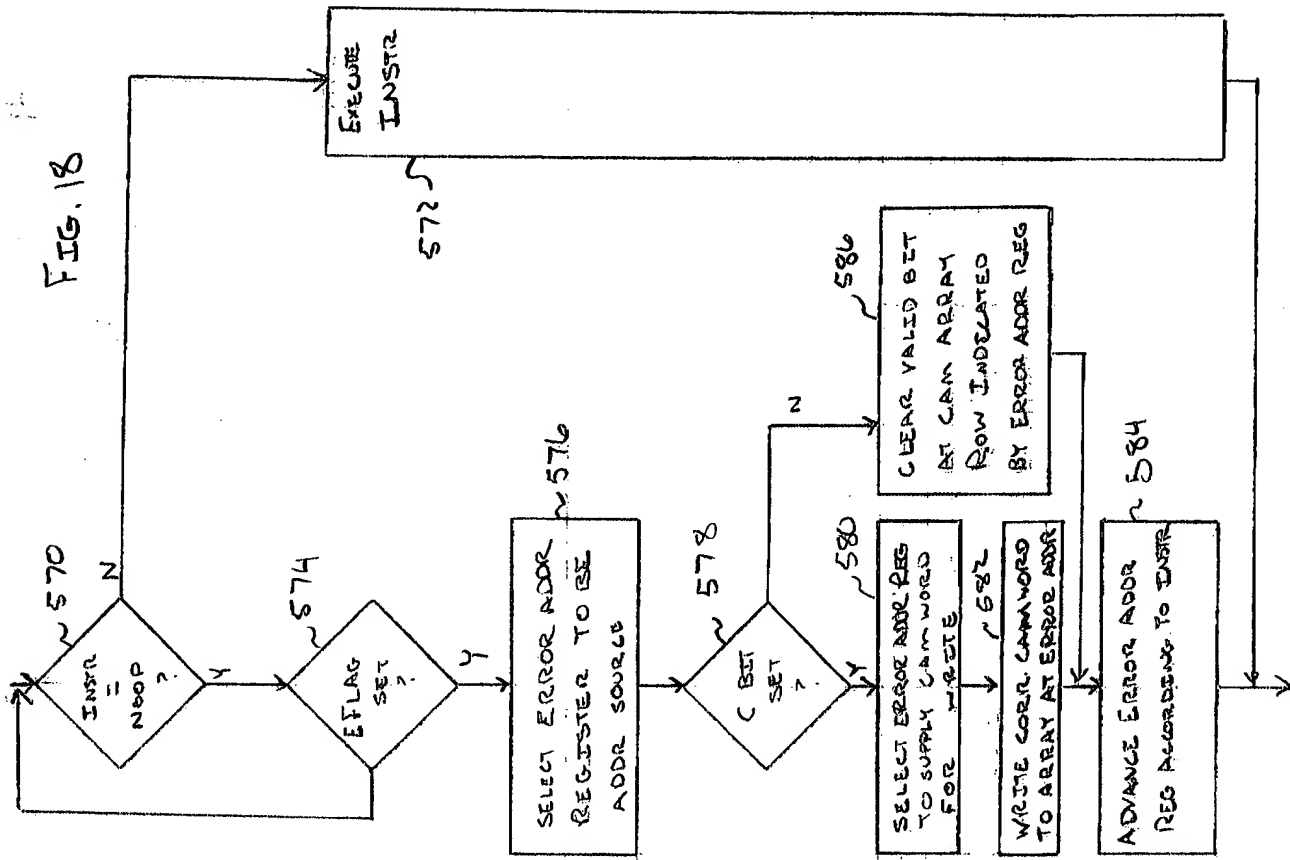 FIG. 18
570
INSTR
=
NOOP
?
N
Y
EXECUTE
INSTR
572
574
EFLAG
SET
?
Y
576
SELECT ERROR ADDR
REGISTER TO BE
ADDR SOURCE
578
C BIT
SET
?
N
Y
580
SELECT ERROR ADDR REG
TO SUPPLY CAM WORD
FOR WRITE
586
CLEAR VALID BIT
AT CAM ARRAY
ROW INDICATED
BY ERROR ADDR REG
582
WRITE CORR CAM WORD
TO ARRAY AT ERROR ADDR
584
ADVANCE ERROR ADDR
REG ACCORDING TO INSTR